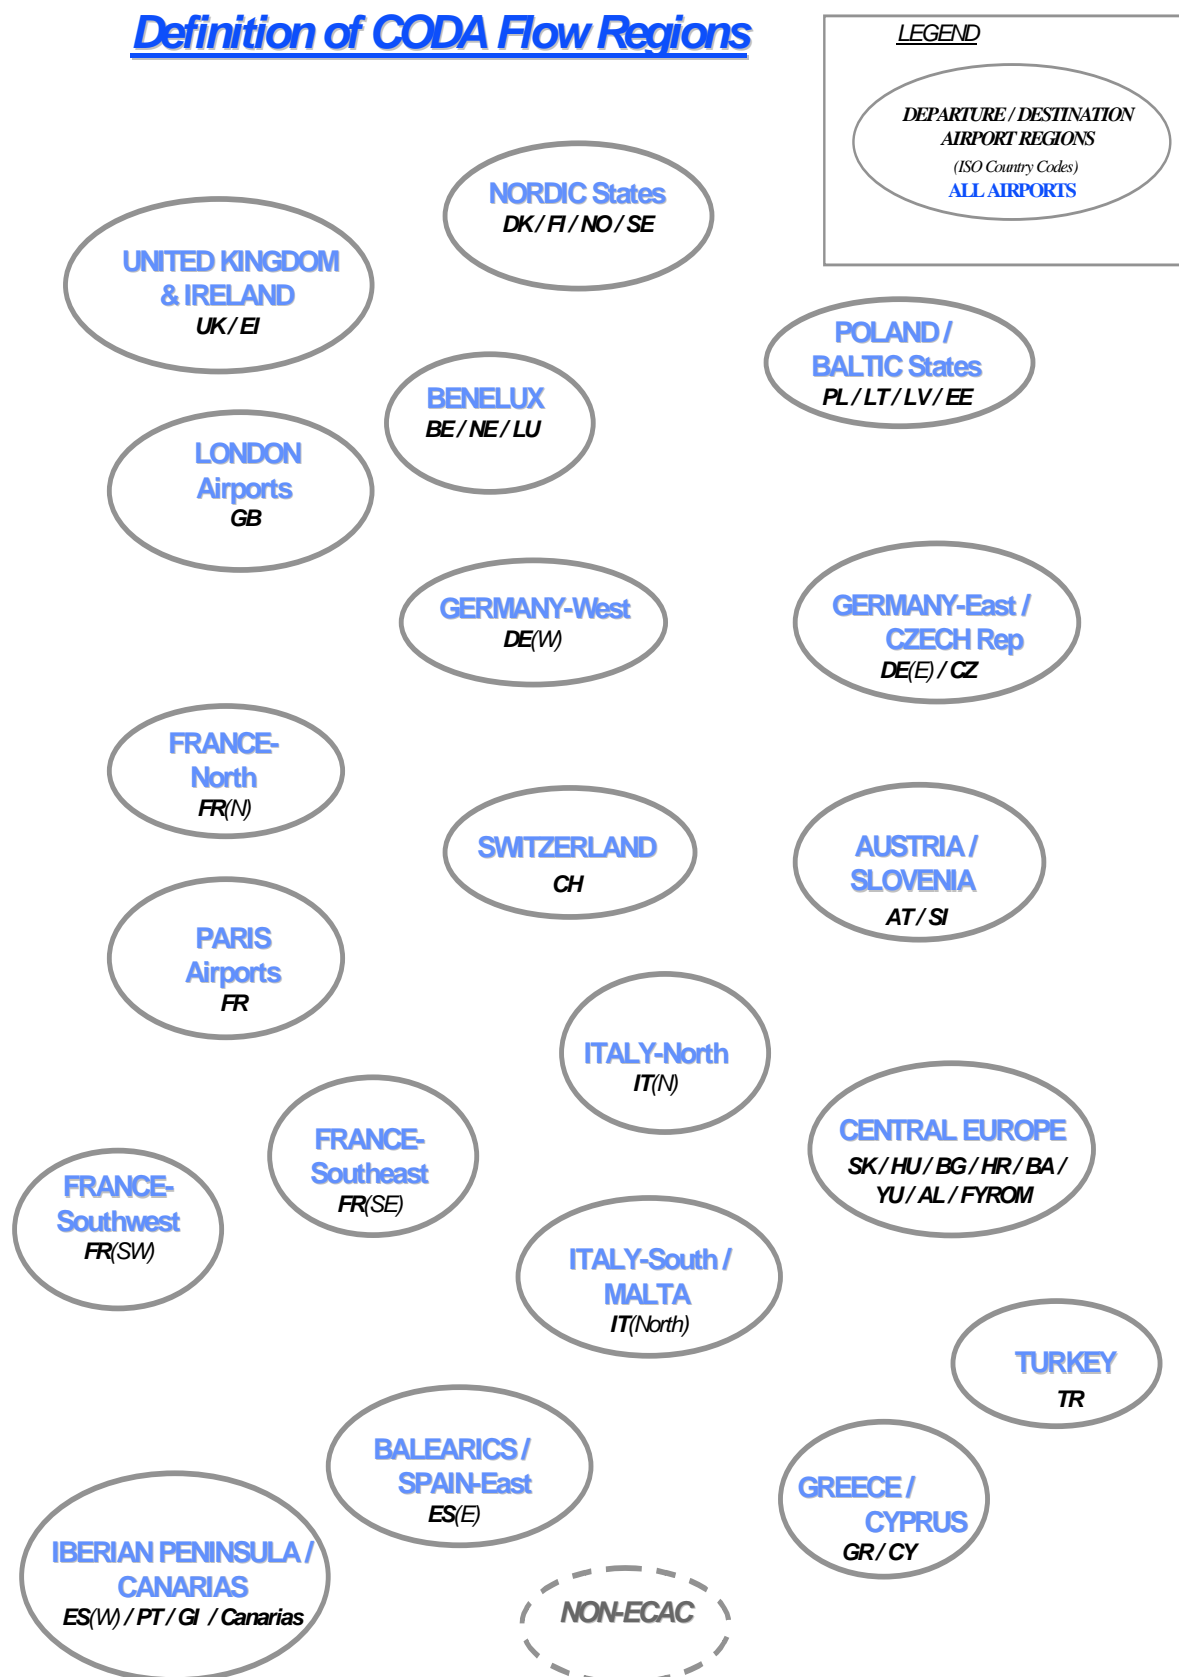 Definition of CODA Flow Regions
LEGEND
DEPARTURE / DESTINATION
AIRPORT REGIONS
(ISO Country Codes)
ALL AIRPORTS
NORDIC States
DK / FI / NO / SE
UNITED KINGDOM
& IRELAND
UK / EI
POLAND /
BALTIC States
PL / LT / LV / EE
BENELUX
BE / NE / LU
LONDON
Airports
GB
GERMANY-West
DE(W)
GERMANY-East /
CZECH Rep
DE(E) / CZ
FRANCE-
North
FR(N)
SWITZERLAND
CH
AUSTRIA /
SLOVENIA
AT / SI
PARIS
Airports
FR
ITALY-North
IT(N)
CENTRAL EUROPE
SK / HU / BG / HR / BA /
YU / AL / FYROM
FRANCE-
Southeast
FR(SE)
FRANCE-
Southwest
FR(SW)
ITALY-South /
MALTA
IT(North)
TURKEY
TR
BALEARICS /
SPAIN-East
ES(E)
GREECE /
CYPRUS
GR / CY
IBERIAN PENINSULA /
CANARIAS
ES(W) / PT / GI / Canarias
NON-ECAC